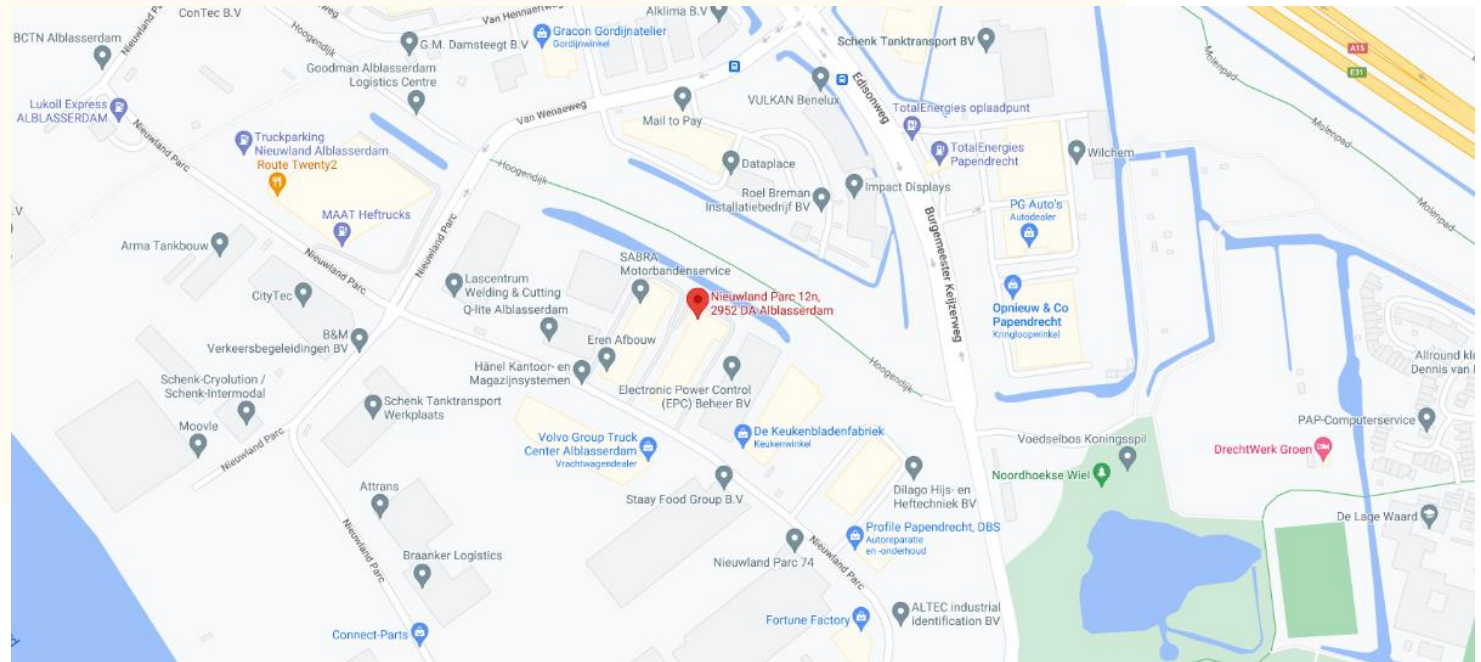 ConTec B.V
Nieuwland Parc
BCTN Alblasserdam
Van Hennaertweg
Hoogendijk
G.M. Damsteegt B.V
Gracon Gordijnatelier
Gordijnwinkel
Alklima B.V
Schenk Tanktransport BV
A15
E31
Molenpad
Molenpad
Molenpad
Goodman Alblasserdam
Logistics Centre
Lukoil Express
ALBLASSERDAM
Van Wenaeweg
Mail to Pay
VULKAN Benelux
Edisonweg
TotalEnergies oplaadpunt
TotalEnergies
Papendrecht
Wilchem
Nieuwland Parc
Truckparking
Nieuwland Alblasserdam
Route Twenty2
Hoogendijk
Dataplace
Roel Breman
Installatiebedrijf BV
Impact Displays
PG Auto's
Autodealer
MAAT Heftrucks
.V
Arma Tankbouw
Nieuwland Parc
Nieuwland Parc
Burgemeester Keijzerweg
SABRA
Motorbandenservice
Lascentrum
Welding & Cutting
Nieuwland Parc 12n,
2952 DA Alblasserdam
CityTec
Q-lite Alblasserdam
Opnieuw & Co
Papendrecht
Kringloopwinkel
B&M
Verkeersbegeleidingen BV
Eren Afbouw
Hänel Kantoor- en
Magazijnsystemen
Hoogendijk
Electronic Power Control
(EPC) Beheer BV
Allround kl
Dennis van
Schenk-Cryolution /
Schenk-Intermodal
Schenk Tanktransport
Werkplaats
Moovle
Nieuwland Parc
Volvo Group Truck
Center Alblasserdam
Vrachtwagendealer
De Keukenbladenfabriek
Keukenwinkel
Voedselbos Koningsspil
PAP-Computerservice
DrechtWerk Groen
Noordhoekse Wiel
Attrans
Staay Food Group B.V
Dilago Hijs- en
Heftechniek BV
De Lage Waard
Nieuwland Parc
Profile Papendrecht, DBS
Autoreparatie
en -onderhoud
Braanker Logistics
Nieuwland Parc 74
Nieuwland Parc
Fortune Factory
ALTEC industrial
identification BV
Connect-Parts